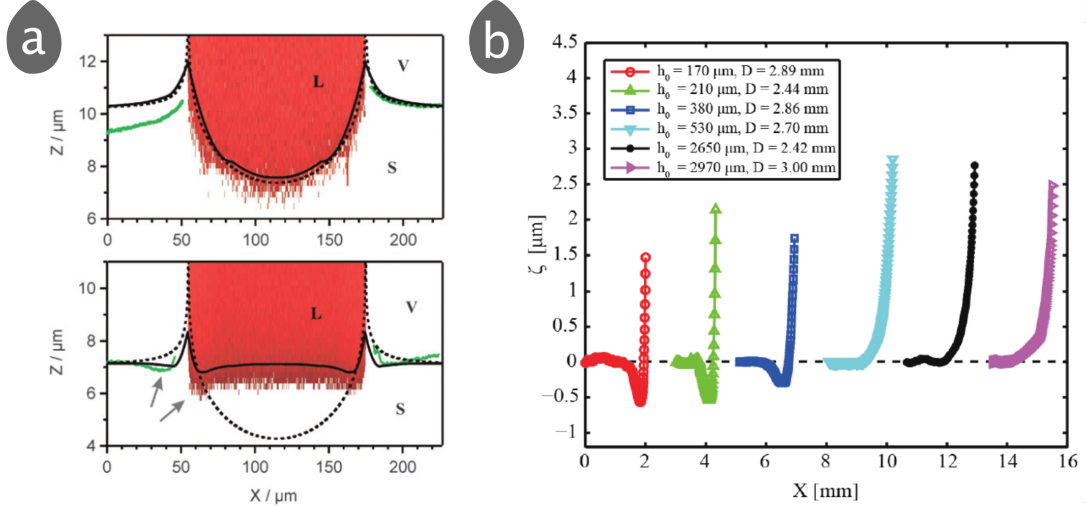 a
12
10
8
6
Z / µm
V
L
S
0
50
100
150
200
10
8
6
4
Z / µm
V
L
S
0
50
100
150
200
X / µm
b
4.5
4
3.5
3
2.5
2
1.5
1
0.5
0
−0.5
−1
ζ [µm]
h₀ = 170 µm, D = 2.89 mm
h₀ = 210 µm, D = 2.44 mm
h₀ = 380 µm, D = 2.86 mm
h₀ = 530 µm, D = 2.70 mm
h₀ = 2650 µm, D = 2.42 mm
h₀ = 2970 µm, D = 3.00 mm
0
2
4
6
8
10
12
14
16
X [mm]